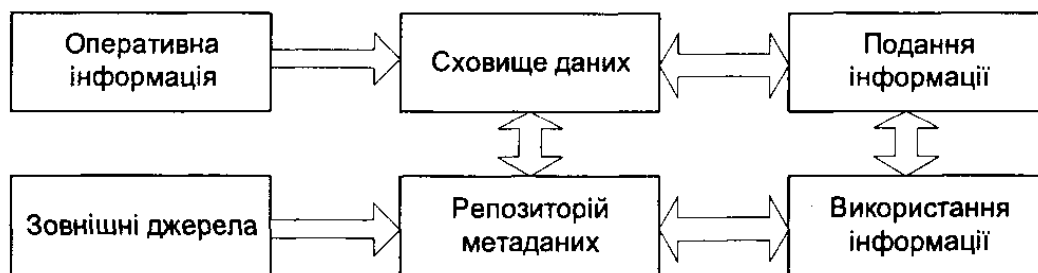 Оперативна
інформація
Сховище даних
Подання
інформації
Зовнішні джерела
Репозиторій
метаданих
Використання
інформації